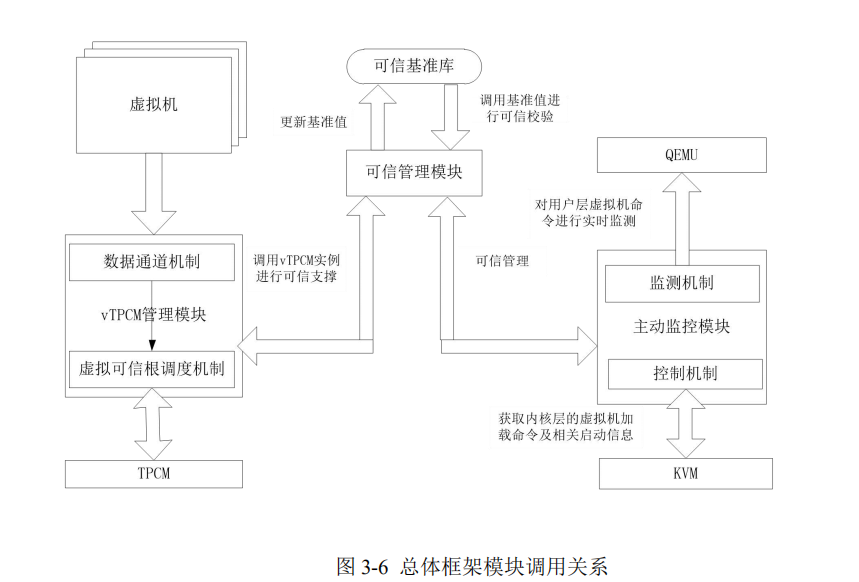 虚拟机
可信基准库
更新基准值
调用基准值进
行可信校验
可信管理模块
QEMU
对用户层虚拟机命
令进行实时监测
数据通道机制
调用vTPCM实例
进行可信支撑
可信管理
监测机制
vTPCM管理模块
主动监控模块
虚拟可信根调度机制
控制机制
获取内核层的虚拟机加
载命令及相关启动信息
TPCM
KVM
图 3-6 总体框架模块调用关系